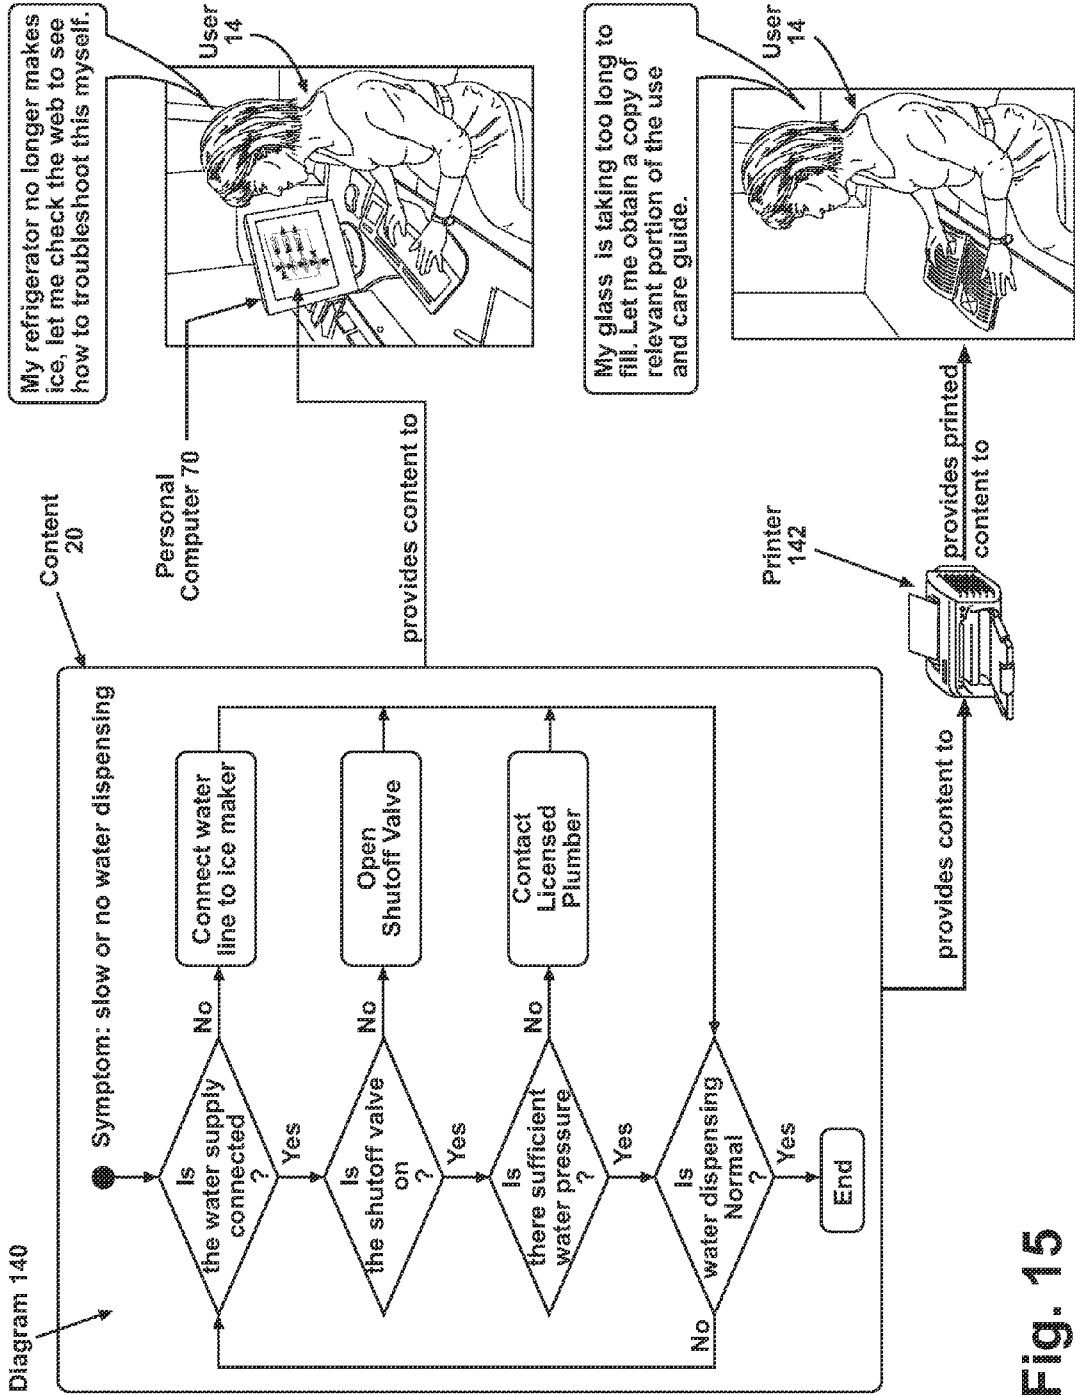 Diagram 140
Content
20
My refrigerator no longer makes
ice, let me check the web to see
how to troubleshoot this myself.
User
14
Personal
Computer 70
Symptom: slow or no water dispensing
Is
the water supply
connected
?
No
Connect water
line to ice maker
Yes
Is
the shutoff valve
on
?
No
Open
Shutoff Valve
Yes
Is
there sufficient
water pressure
?
No
Contact
Licensed
Plumber
Yes
Is
water dispensing
Normal
?
No
Yes
End
provides content to
provides content to
Printer
142
provides printed
content to
My glass is taking too long to
fill. Let me obtain a copy of
relevant portion of the use
and care guide.
User
14
Fig. 15